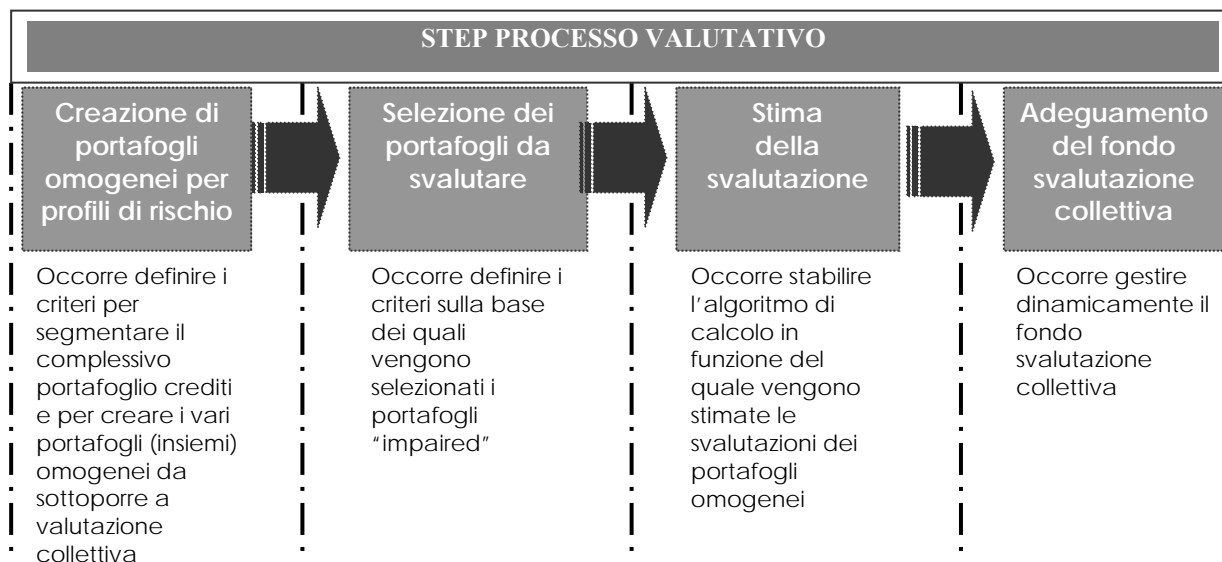 STEP PROCESSO VALUTATIVO
Creazione di
portafogli
omogenei per
profili di rischio
Occorre definire i
criteri per
segmentare il
complessivo
portafoglio crediti
e per creare i vari
portafogli (insiemi)
omogenei da
sottoporre a
valutazione
collettiva
Selezione dei
portafogli da
svalutare
Occorre definire i
criteri sulla base
dei quali
vengono
selezionati i
portafogli
“impaired”
Stima
della
svalutazione
Occorre stabilire
l’algoritmo di
calcolo in
funzione del
quale vengono
stimate le
svalutazioni dei
portafogli
omogenei
Adeguamento
del fondo
svalutazione
collettiva
Occorre gestire
dinamicamente il
fondo
svalutazione
collettiva